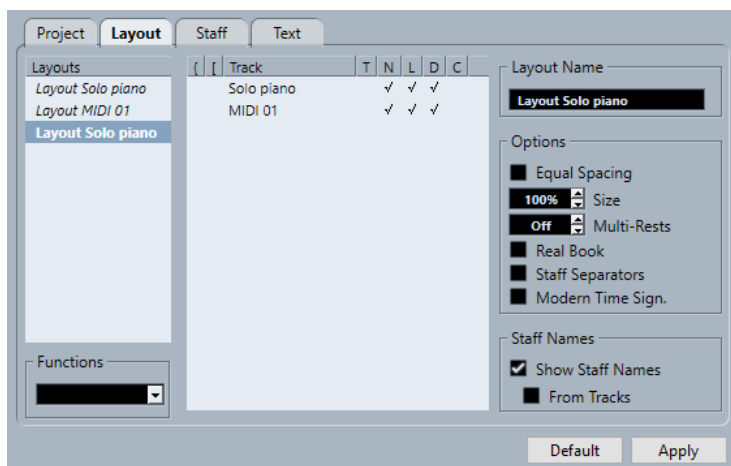 Project Layout Staff Text
Layouts
Layout Solo piano
Layout MIDI 01
Layout Solo piano
Functions
{ [ Track T N L D C
Solo piano √ √ √
MIDI 01 √ √ √
Layout Name
Layout Solo piano
Options
Equal Spacing
100% Size
Off Multi-Rests
Real Book
Staff Separators
Modern Time Sign.
Staff Names
Show Staff Names
From Tracks
Default Apply